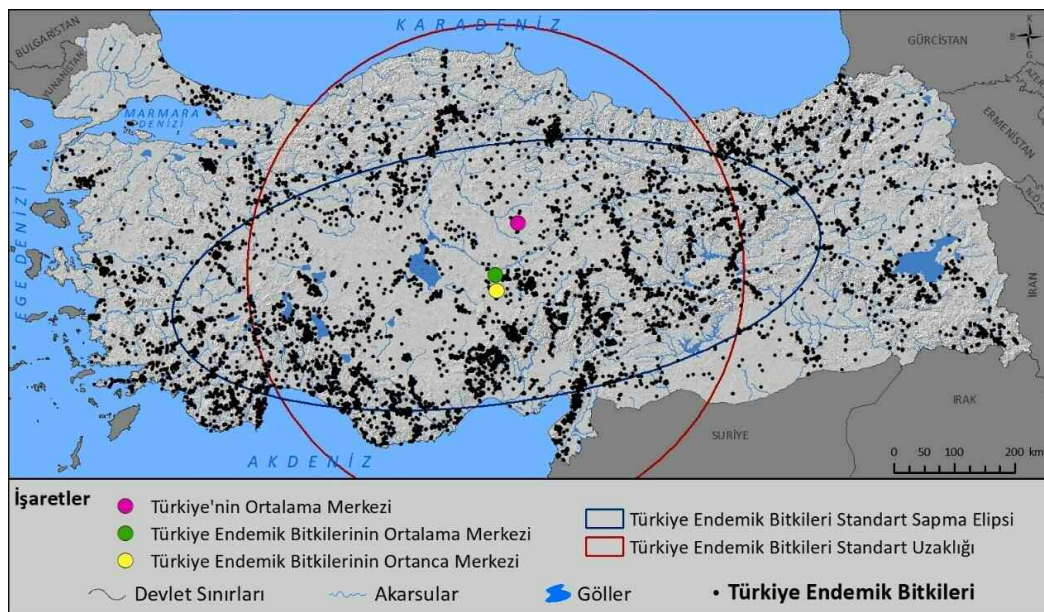 KARADENİZ
BULGARİSTAN
YUNANİSTAN
GÜRCİSTAN
K
B
G
ERMENİSTAN
MARMARA
DENİZİ
EGE DENİZİ
İRAN
IRAK
SURİYE
AKDENİZ
0 50 100 200 km
İşaretler
Türkiye'nin Ortalama Merkezi
Türkiye Endemik Bitkilerinin Ortalama Merkezi
Türkiye Endemik Bitkilerinin Ortanca Merkezi
Türkiye Endemik Bitkileri Standart Sapma Elipsi
Türkiye Endemik Bitkileri Standart Uzaklığı
Devlet Sınırları
Akarsular
Göller
Türkiye Endemik Bitkileri